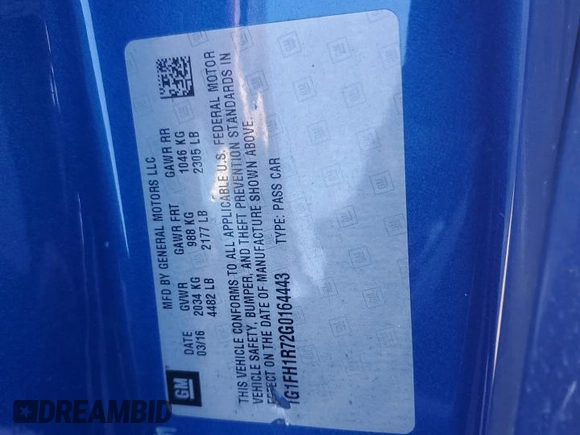 GM
MFD BY GENERAL MOTORS LLC
DATE GVWR GAWR FRT GAWR RR
03/16 2034 KG 988 KG 1046 KG
4482 LB 2177 LB 2305 LB
THIS VEHICLE CONFORMS TO ALL APPLICABLE U.S. FEDERAL MOTOR
VEHICLE SAFETY, BUMPER, AND THEFT PREVENTION STANDARDS IN
EFFECT ON THE DATE OF MANUFACTURE SHOWN ABOVE.
1G1FH1R72G0164443 TYPE: PASS CAR
DREAMBID